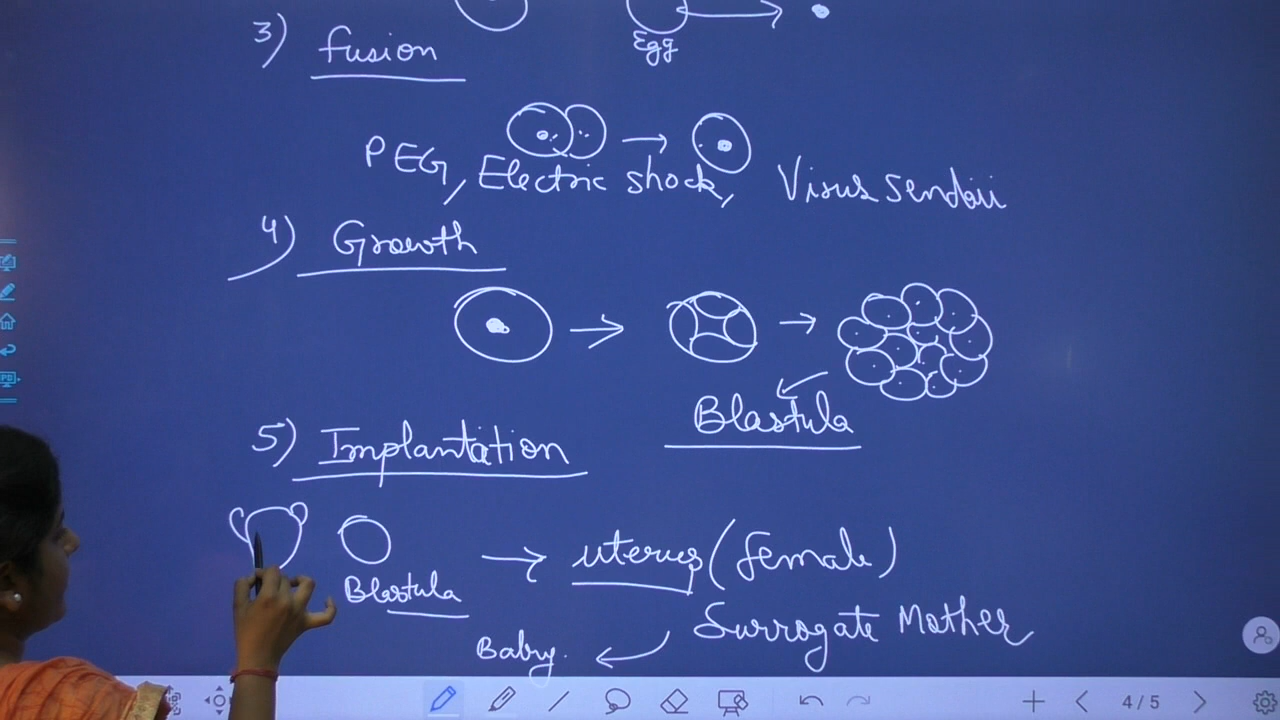 Egg
3) fusion
PEG, Electric shock, Virus Sendaii
4) Growth
Blastula
5) Implantation
Blastula → uterus (female)
Surrogate Mother
Baby.
4/5